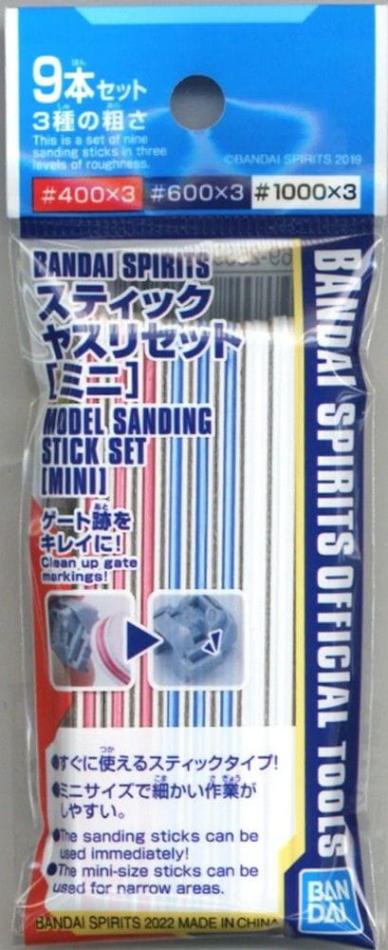 9本セット
3種の粗さ
This is a set of nine
sanding sticks in three
levels of roughness.
©BANDAI SPIRITS 2019
#400×3 #600×3 #1000×3
BANDAI SPIRITS
スティック
ヤスリセット
[ミニ]
MODEL SANDING
STICK SET
[MINI]
ゲート跡を
キレイに!
Clean up gate
markings!
BANDAI SPIRITS OFFICIAL TOOLS
●すぐに使えるスティックタイプ!
●ミニサイズで細かい作業が
しやすい。
●The sanding sticks can be
used immediately!
●The mini-size sticks can be
used for narrow areas.
BAN
DAI
BANDAI SPIRITS 2022 MADE IN CHINA